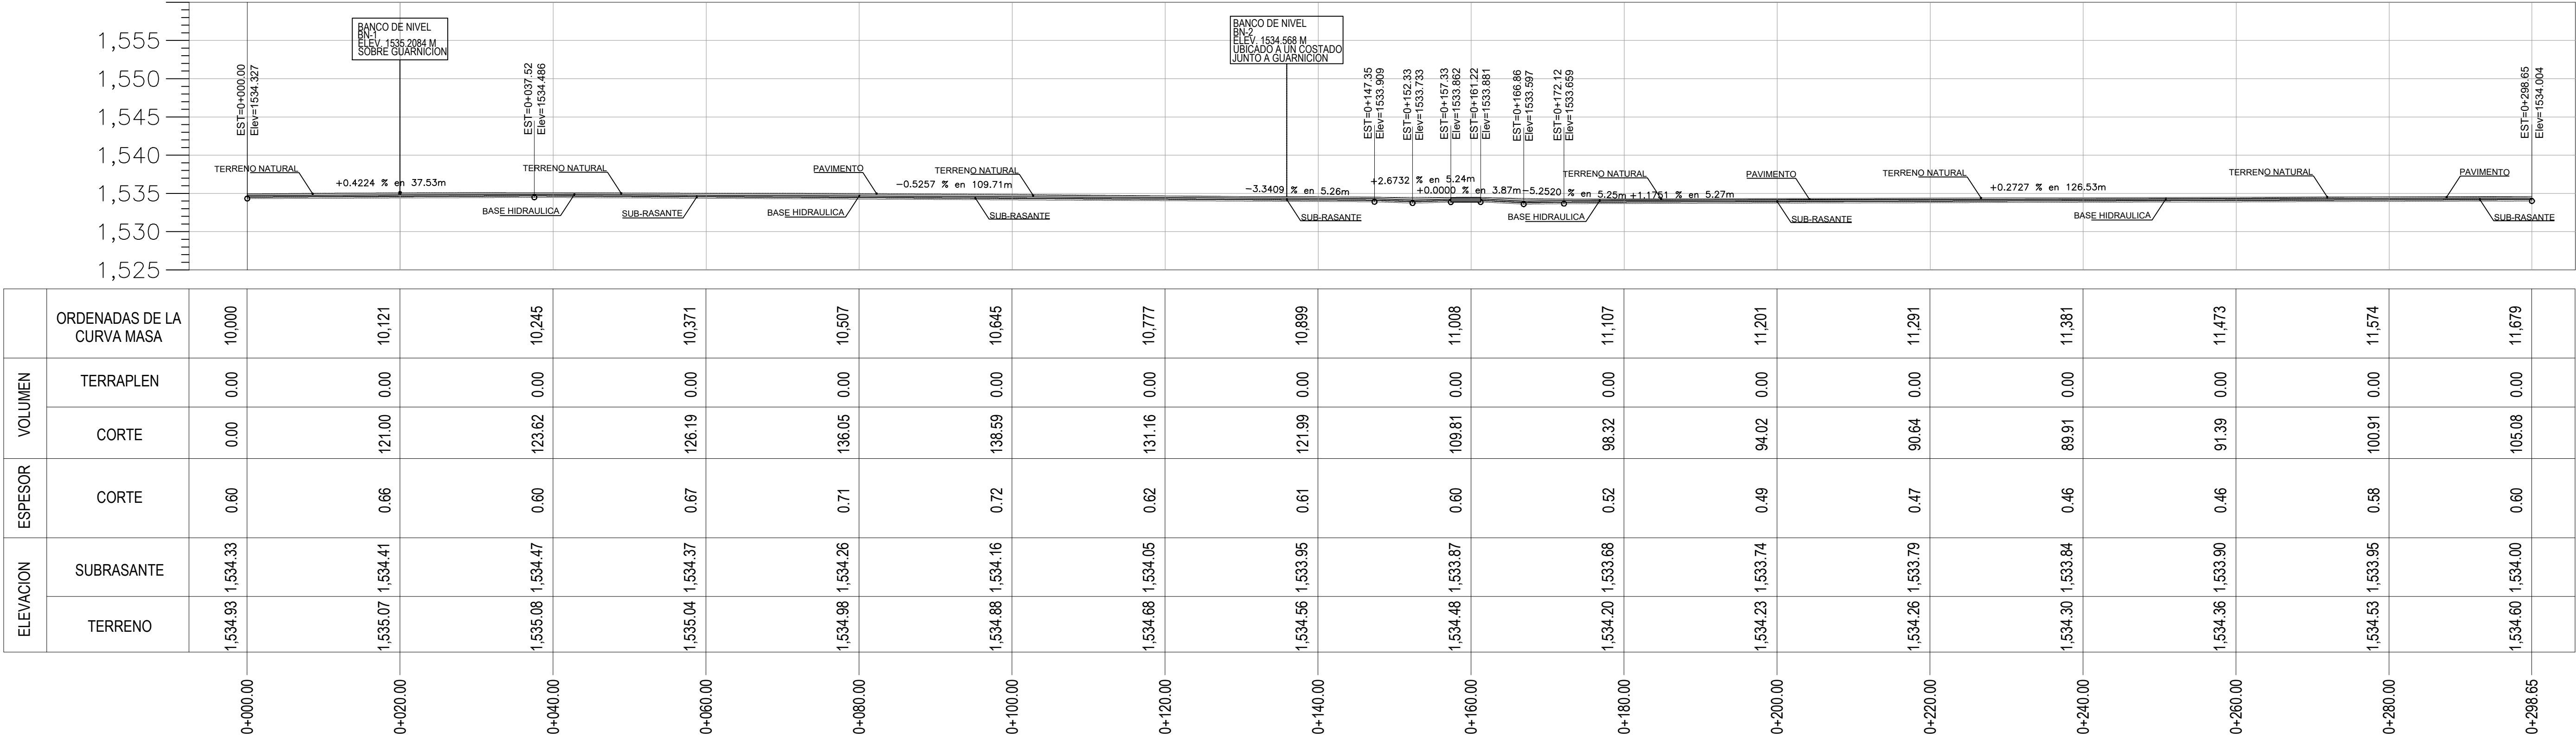 1,555
1,550
1,545
1,540
1,535
1,530
1,525
BANCO DE NIVEL
BN-1
ELEV. 1535.2084 M
SOBRE GUARNICION
BANCO DE NIVEL
BN-2
ELEV. 1534.568 M
UBICADO A UN COSTADO
JUNTO A GUARNICION
EST=0+000.00
Elev=1534.327
EST=0+037.52
Elev=1534.486
EST=0+147.35
Elev=1533.909
EST=0+152.33
Elev=1533.733
EST=0+157.33
Elev=1533.862
EST=0+161.22
Elev=1533.881
EST=0+166.86
Elev=1533.597
EST=0+172.12
Elev=1533.659
EST=0+298.65
Elev=1534.004
TERRENO NATURAL
+0.4224 % en 37.53m
TERRENO NATURAL
PAVIMENTO
TERRENO NATURAL
-0.5257 % en 109.71m
-3.3409 % en 5.26m
+2.6732 % en 5.24m
+0.0000 % en 3.87m
-5.2520 % en 5.25m
+1.1751 % en 5.27m
TERRENO NATURAL
PAVIMENTO
TERRENO NATURAL
+0.2727 % en 126.53m
TERRENO NATURAL
PAVIMENTO
BASE HIDRAULICA
SUB-RASANTE
BASE HIDRAULICA
SUB-RASANTE
SUB-RASANTE
BASE HIDRAULICA
SUB-RASANTE
BASE HIDRAULICA
SUB-RASANTE
ORDENADAS DE LA
CURVA MASA
10,000 10,121 10,245 10,371 10,507 10,645 10,777 10,899 11,008 11,107 11,201 11,291 11,381 11,473 11,574 11,679
VOLUMEN
TERRAPLEN
0.00 0.00 0.00 0.00 0.00 0.00 0.00 0.00 0.00 0.00 0.00 0.00 0.00 0.00 0.00 0.00
CORTE
0.00 121.00 123.62 126.19 136.05 138.59 131.16 121.99 109.81 98.32 94.02 90.64 89.91 91.39 100.91 105.08
ESPESOR
CORTE
0.60 0.66 0.60 0.67 0.71 0.72 0.62 0.61 0.60 0.52 0.49 0.47 0.46 0.46 0.58 0.60
ELEVACION
SUBRASANTE
1,534.33 1,534.41 1,534.47 1,534.37 1,534.26 1,534.16 1,534.05 1,533.95 1,533.87 1,533.68 1,533.74 1,533.79 1,533.84 1,533.90 1,533.95 1,534.00
TERRENO
1,534.93 1,535.07 1,535.08 1,535.04 1,534.98 1,534.88 1,534.68 1,534.56 1,534.48 1,534.20 1,534.23 1,534.26 1,534.30 1,534.36 1,534.53 1,534.60
0+000.00 0+020.00 0+040.00 0+060.00 0+080.00 0+100.00 0+120.00 0+140.00 0+160.00 0+180.00 0+200.00 0+220.00 0+240.00 0+260.00 0+280.00 0+298.65